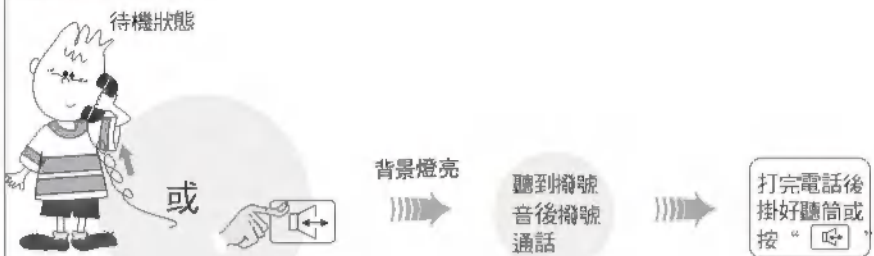 待機狀態
或
背景燈亮
聽到撥號
音後撥號
通話
打完電話後
掛好聽筒或
按“ ”